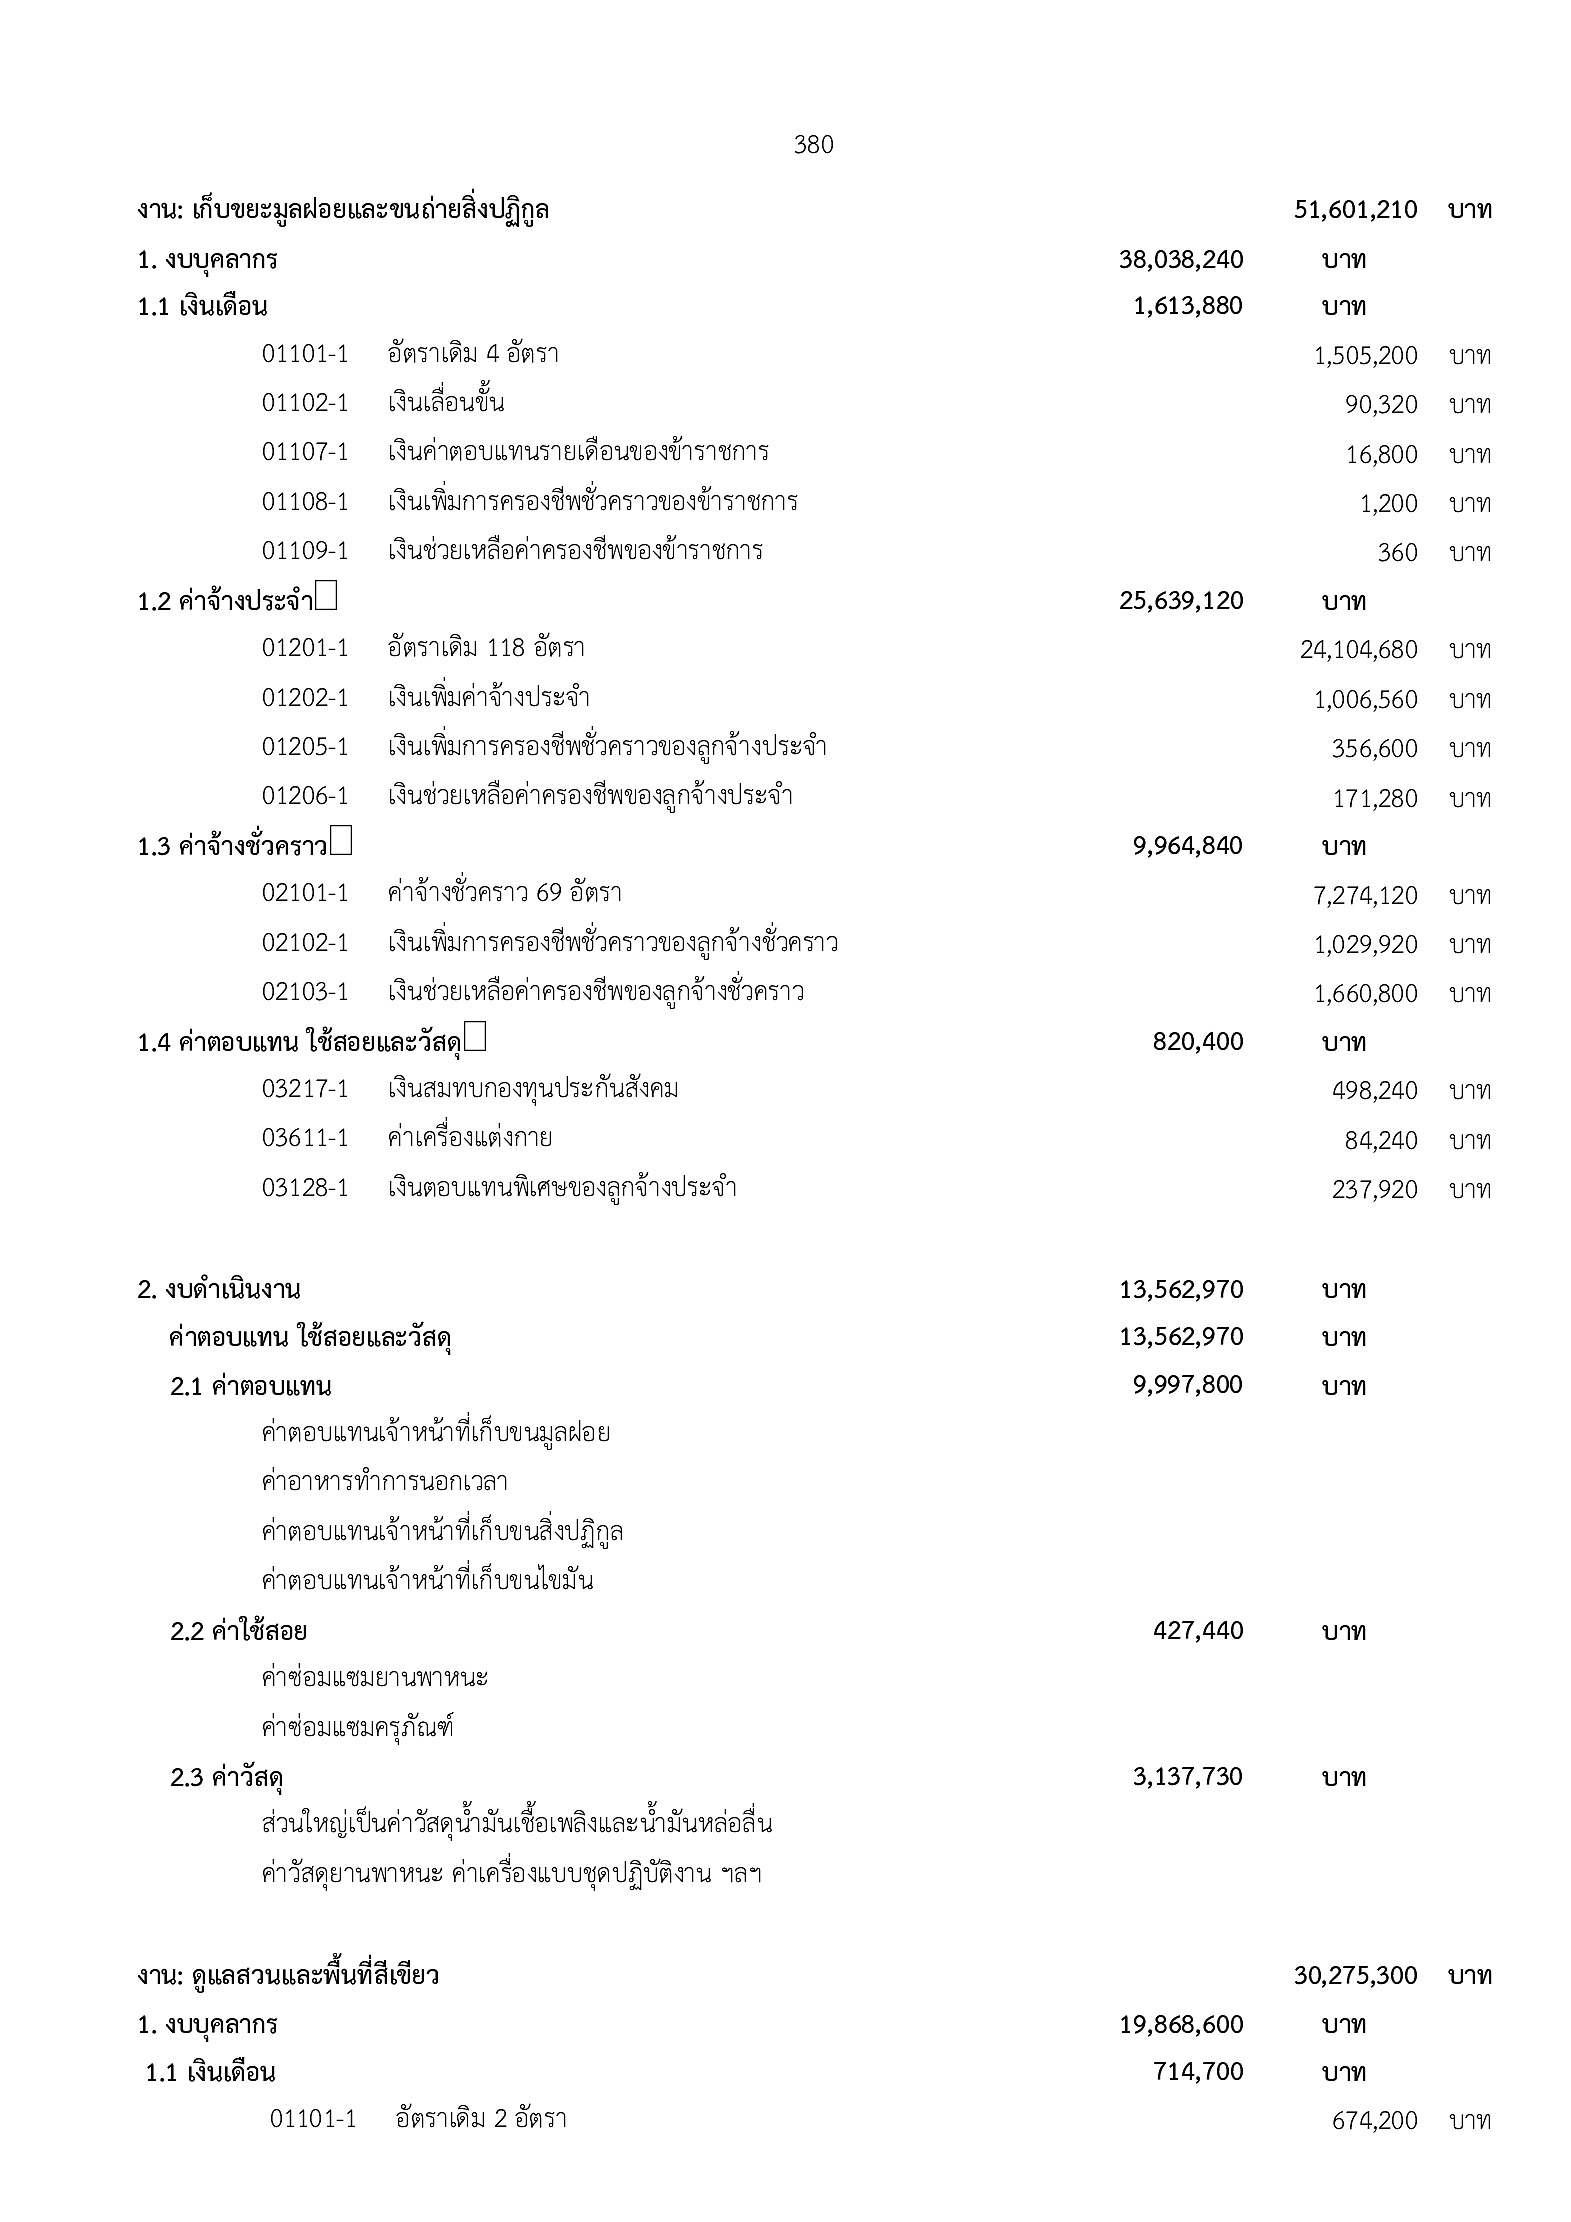 380
งาน: เก็บขยะมูลฝอยและขนถ่ายสิ่งปฏิกูล 51,601,210 บาท
1. งบบุคลากร 38,038,240 บาท
1.1 เงินเดือน 1,613,880 บาท
01101-1 อัตราเดิม 4 อัตรา 1,505,200 บาท
01102-1 เงินเลื่อนขั้น 90,320 บาท
01107-1 เงินค่าตอบแทนรายเดือนของข้าราชการ 16,800 บาท
01108-1 เงินเพิ่มการครองชีพชั่วคราวของข้าราชการ 1,200 บาท
01109-1 เงินช่วยเหลือค่าครองชีพของข้าราชการ 360 บาท
1.2 ค่าจ้างประจำ 25,639,120 บาท
01201-1 อัตราเดิม 118 อัตรา 24,104,680 บาท
01202-1 เงินเพิ่มค่าจ้างประจำ 1,006,560 บาท
01205-1 เงินเพิ่มการครองชีพชั่วคราวของลูกจ้างประจำ 356,600 บาท
01206-1 เงินช่วยเหลือค่าครองชีพของลูกจ้างประจำ 171,280 บาท
1.3 ค่าจ้างชั่วคราว 9,964,840 บาท
02101-1 ค่าจ้างชั่วคราว 69 อัตรา 7,274,120 บาท
02102-1 เงินเพิ่มการครองชีพชั่วคราวของลูกจ้างชั่วคราว 1,029,920 บาท
02103-1 เงินช่วยเหลือค่าครองชีพของลูกจ้างชั่วคราว 1,660,800 บาท
1.4 ค่าตอบแทน ใช้สอยและวัสดุ 820,400 บาท
03217-1 เงินสมทบกองทุนประกันสังคม 498,240 บาท
03611-1 ค่าเครื่องแต่งกาย 84,240 บาท
03128-1 เงินตอบแทนพิเศษของลูกจ้างประจำ 237,920 บาท
2. งบดำเนินงาน 13,562,970 บาท
ค่าตอบแทน ใช้สอยและวัสดุ 13,562,970 บาท
2.1 ค่าตอบแทน 9,997,800 บาท
ค่าตอบแทนเจ้าหน้าที่เก็บขนมูลฝอย
ค่าอาหารทำการนอกเวลา
ค่าตอบแทนเจ้าหน้าที่เก็บขนสิ่งปฏิกูล
ค่าตอบแทนเจ้าหน้าที่เก็บขนไขมัน
2.2 ค่าใช้สอย 427,440 บาท
ค่าซ่อมแซมยานพาหนะ
ค่าซ่อมแซมครุภัณฑ์
2.3 ค่าวัสดุ 3,137,730 บาท
ส่วนใหญ่เป็นค่าวัสดุน้ำมันเชื้อเพลิงและน้ำมันหล่อลื่น
ค่าวัสดุยานพาหนะ ค่าเครื่องแบบชุดปฏิบัติงาน ฯลฯ
งาน: ดูแลสวนและพื้นที่สีเขียว 30,275,300 บาท
1. งบบุคลากร 19,868,600 บาท
1.1 เงินเดือน 714,700 บาท
01101-1 อัตราเดิม 2 อัตรา 674,200 บาท